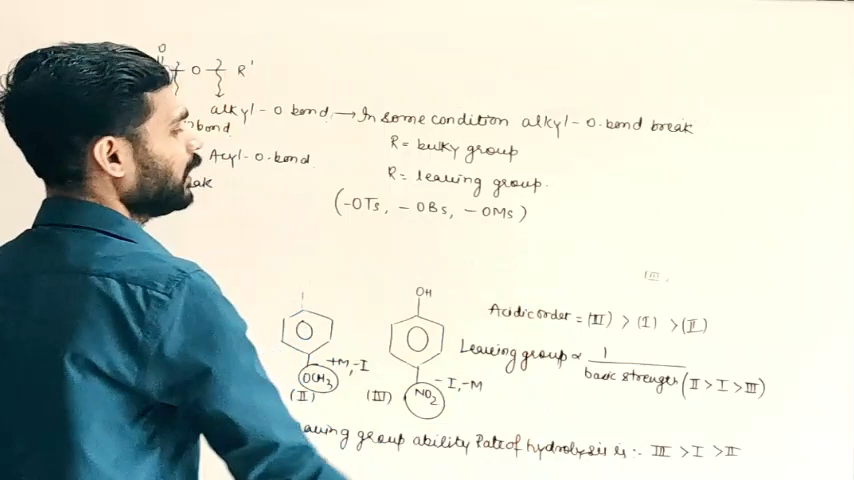 O
O R'
alkyl - O bond → In some condition alkyl - O-bond break
bond
R = bulky group
Acyl-O-bond
R = leaving group.
(-OTs, - OBs, - OMs)
OH
Acidic order = (III) > (I) > (II)
+M, -I
Leaving group ∝ 1 / basic strength (II > I > III)
OCH3
- I, -M
(II)
(III)
NO2
group ability Rate of hydrolysis is :- III > I > II